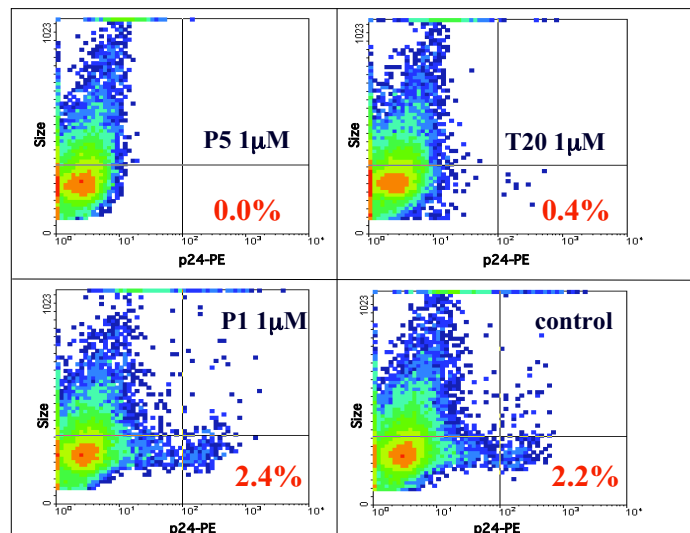 1023
Size
P5 1µM
0.0%
0
10⁰ 10¹ 10² 10³ 10⁴
p24-PE
1023
Size
T20 1µM
0.4%
0
10⁰ 10¹ 10² 10³ 10⁴
p24-PE
1023
Size
P1 1µM
2.4%
0
10⁰ 10¹ 10² 10³ 10⁴
p24-PE
1023
Size
control
2.2%
0
10⁰ 10¹ 10² 10³ 10⁴
p24-PE